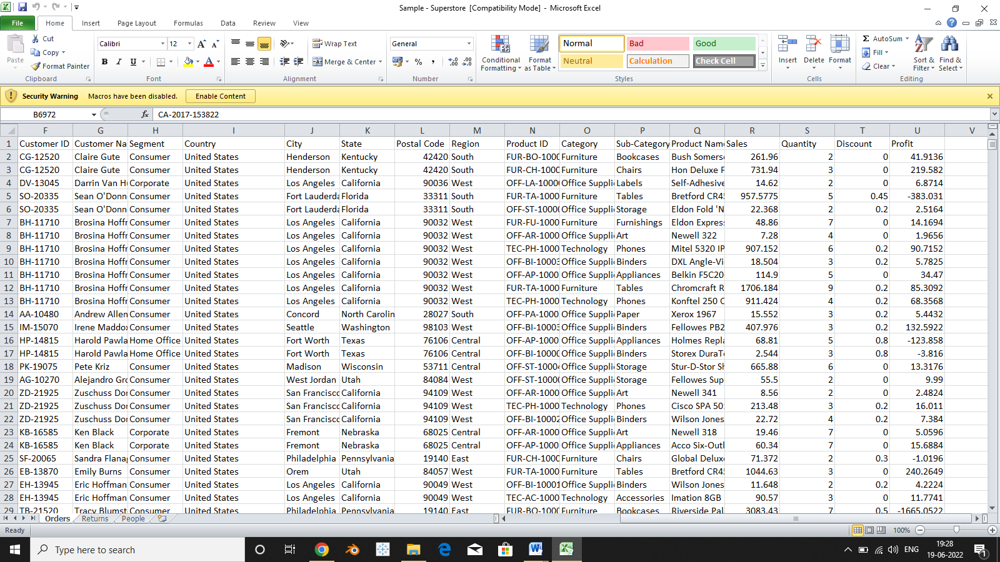 Sample - Superstore [Compatibility Mode] - Microsoft Excel
File Home Insert Page Layout Formulas Data Review View
Paste Cut Copy Format Painter Clipboard
Calibri 12 B I U Font
Wrap Text Merge & Center Alignment
General % , Number
Conditional Formatting Format as Table
Normal Bad Good
Neutral Calculation Check Cell
Styles
Insert Delete Format Cells
AutoSum Fill Clear Sort & Filter Find & Select Editing
Security Warning Macros have been disabled. Enable Content
B6972 fx CA-2017-153822
F G H I J K L M N O P Q R S T U V
1 Customer ID Customer Na Segment Country City State Postal Code Region Product ID Category Sub-Category Product Nam Sales Quantity Discount Profit
2 CG-12520 Claire Gute Consumer United States Henderson Kentucky 42420 South FUR-BO-1000 Furniture Bookcases Bush Somers 261.96 2 0 41.9136
3 CG-12520 Claire Gute Consumer United States Henderson Kentucky 42420 South FUR-CH-1000 Furniture Chairs Hon Deluxe F 731.94 3 0 219.582
4 DV-13045 Darrin Van H Corporate United States Los Angeles California 90036 West OFF-LA-1000 Office Suppli Labels Self-Adhesive 14.62 2 0 6.8714
5 SO-20335 Sean O'Donn Consumer United States Fort Lauderda Florida 33311 South FUR-TA-1000 Furniture Tables Bretford CR4 957.5775 5 0.45 -383.031
6 SO-20335 Sean O'Donn Consumer United States Fort Lauderda Florida 33311 South OFF-ST-1000 Office Suppli Storage Eldon Fold 'N 22.368 2 0.2 2.5164
7 BH-11710 Brosina Hoff Consumer United States Los Angeles California 90032 West FUR-FU-1000 Furniture Furnishings Eldon Expres 48.86 7 0 14.1694
8 BH-11710 Brosina Hoff Consumer United States Los Angeles California 90032 West OFF-AR-1000 Office Suppli Art Newell 322 7.28 4 0 1.9656
9 BH-11710 Brosina Hoff Consumer United States Los Angeles California 90032 West TEC-PH-1000 Technology Phones Mitel 5320 IP 907.152 6 0.2 90.7152
10 BH-11710 Brosina Hoff Consumer United States Los Angeles California 90032 West OFF-BI-10003 Office Suppli Binders DXL Angle-Vi 18.504 3 0.2 5.7825
11 BH-11710 Brosina Hoff Consumer United States Los Angeles California 90032 West OFF-AP-1000 Office Suppli Appliances Belkin F5C20 114.9 5 0 34.47
12 BH-11710 Brosina Hoff Consumer United States Los Angeles California 90032 West FUR-TA-1000 Furniture Tables Chromcraft R 1706.184 9 0.2 85.3092
13 BH-11710 Brosina Hoff Consumer United States Los Angeles California 90032 West TEC-PH-1000 Technology Phones Konftel 250 C 911.424 4 0.2 68.3568
14 AA-10480 Andrew Allen Consumer United States Concord North Carolin 28027 South OFF-PA-1000 Office Suppli Paper Xerox 1967 15.552 3 0.2 5.4432
15 IM-15070 Irene Maddox Consumer United States Seattle Washington 98103 West OFF-BI-10003 Office Suppli Binders Fellowes PB2 407.976 3 0.2 132.5922
16 HP-14815 Harold Pawla Home Office United States Fort Worth Texas 76106 Central OFF-AP-1000 Office Suppli Appliances Holmes Repla 68.81 5 0.8 -123.858
17 HP-14815 Harold Pawla Home Office United States Fort Worth Texas 76106 Central OFF-BI-10000 Office Suppli Binders Storex DuraT 2.544 3 0.8 -3.816
18 PK-19075 Pete Kriz Consumer United States Madison Wisconsin 53711 Central OFF-ST-10004 Office Suppli Storage Stur-D-Stor Sh 665.88 6 0 13.3176
19 AG-10270 Alejandro Gro Consumer United States West Jordan Utah 84084 West OFF-ST-1000 Office Suppli Storage Fellowes Sup 55.5 2 0 9.99
20 ZD-21925 Zuschuss Do Consumer United States San Francisco California 94109 West OFF-AR-1000 Office Suppli Art Newell 341 8.56 2 0 2.4824
21 ZD-21925 Zuschuss Do Consumer United States San Francisco California 94109 West TEC-PH-1000 Technology Phones Cisco SPA 50 213.48 3 0.2 16.011
22 ZD-21925 Zuschuss Do Consumer United States San Francisco California 94109 West OFF-BI-10002 Office Suppli Binders Wilson Jones 22.72 4 0.2 7.384
23 KB-16585 Ken Black Corporate United States Fremont Nebraska 68025 Central OFF-AR-1000 Office Suppli Art Newell 318 19.46 7 0 5.0596
24 KB-16585 Ken Black Corporate United States Fremont Nebraska 68025 Central OFF-AP-1000 Office Suppli Appliances Acco Six-Outl 60.34 7 0 15.6884
25 SF-20065 Sandra Flana Consumer United States Philadelphia Pennsylvania 19140 East FUR-CH-1000 Furniture Chairs Global Delux 71.372 2 0.3 -1.0196
26 EB-13870 Emily Burns Consumer United States Orem Utah 84057 West FUR-TA-1000 Furniture Tables Bretford CR4 1044.63 3 0 240.2649
27 EH-13945 Eric Hoffman Consumer United States Los Angeles California 90049 West OFF-BI-10001 Office Suppli Binders Wilson Jones 11.648 2 0.2 4.2224
28 EH-13945 Eric Hoffman Consumer United States Los Angeles California 90049 West TEC-AC-1000 Technology Accessories Imation 8GB 90.57 3 0 11.7741
29 TB-21520 Tracy Blumst Consumer United States Philadelphia Pennsylvania 19140 East FUR-BO-1000 Furniture Bookcases Riverside Pal 3083.43 7 0.5 -1665.0522
Orders Returns People
Ready 100%
Type here to search ENG 19:28
19-06-2022 1